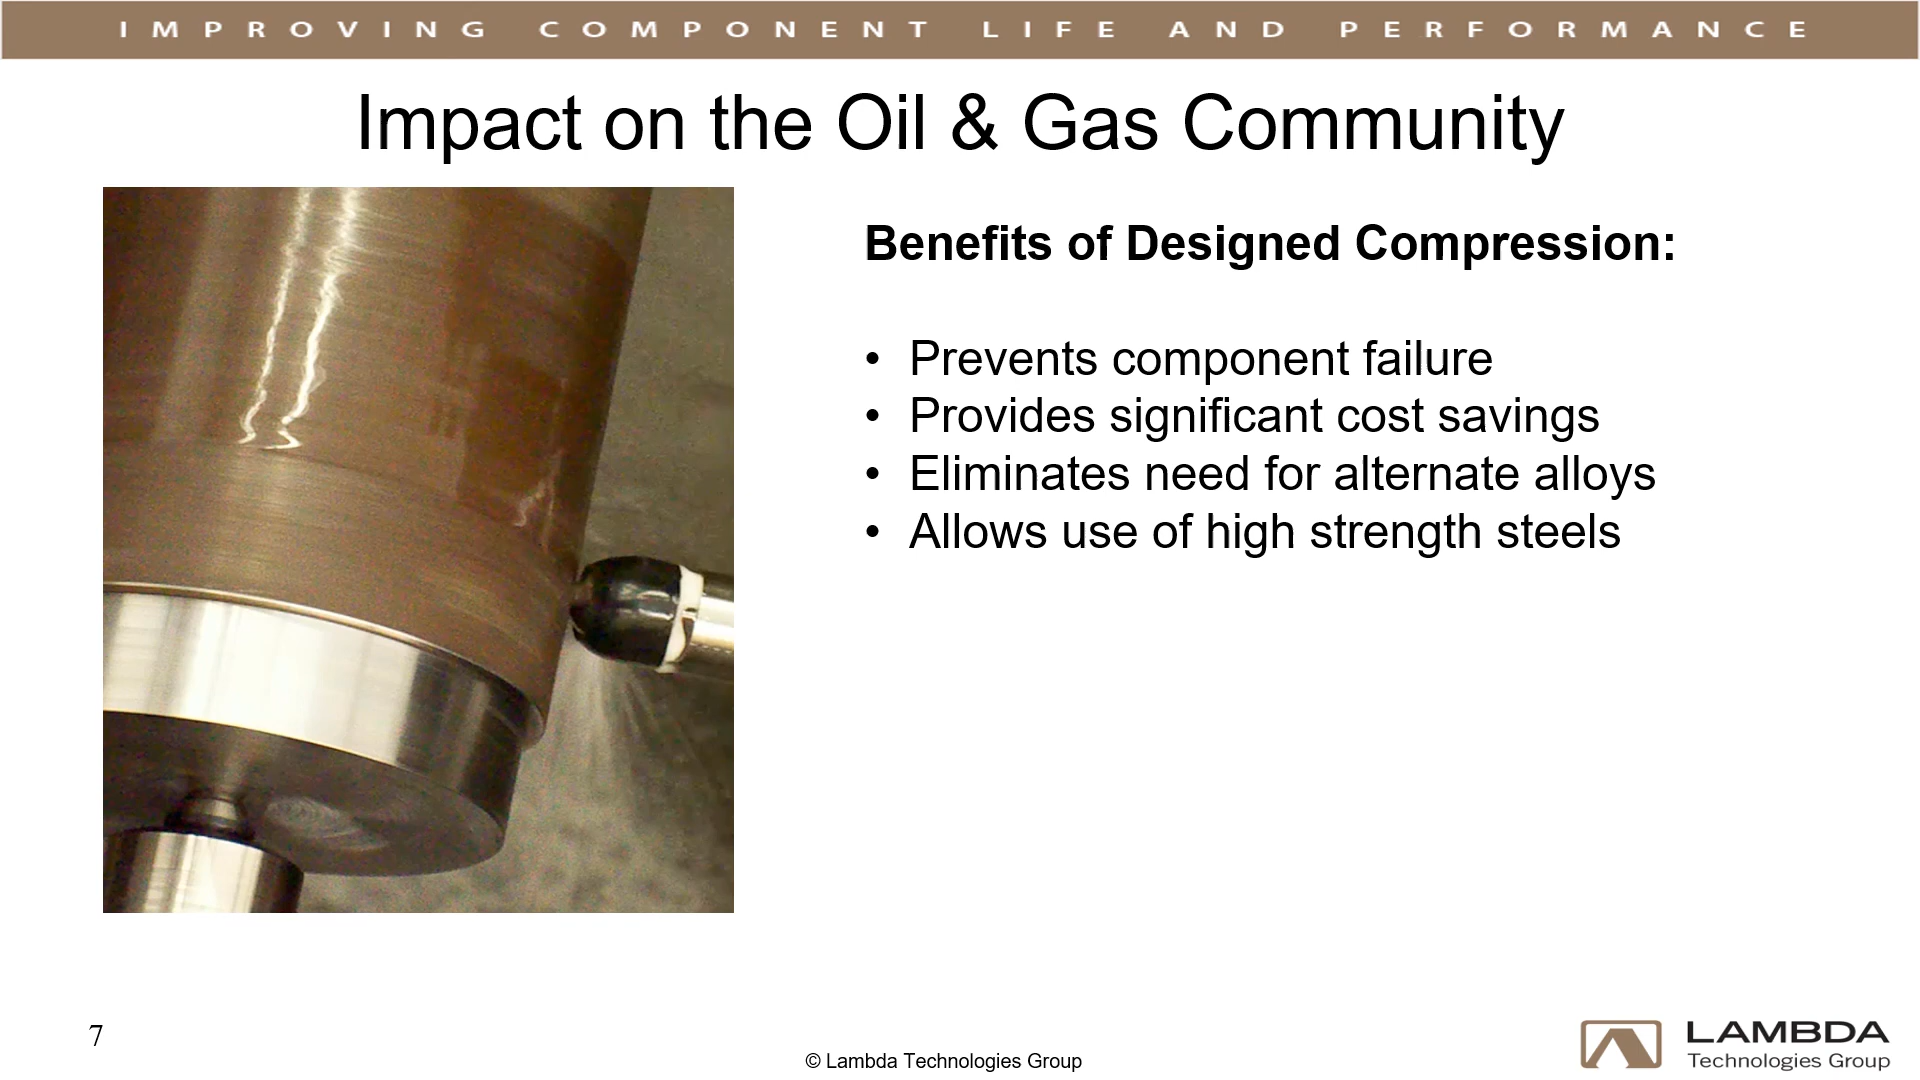 IMPROVING COMPONENT LIFE AND PERFORMANCE
Impact on the Oil & Gas Community
Benefits of Designed Compression:
• Prevents component failure
• Provides significant cost savings
• Eliminates need for alternate alloys
• Allows use of high strength steels
7
© Lambda Technologies Group
LAMBDA
Technologies Group